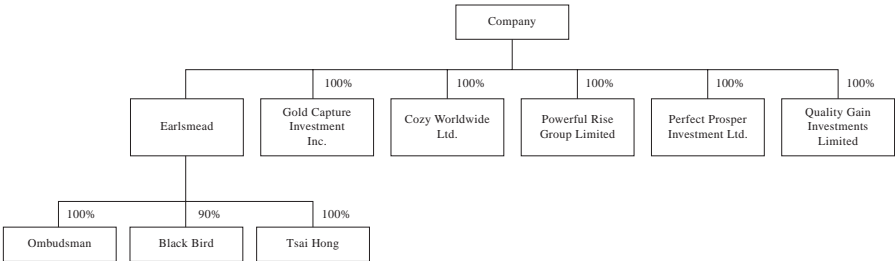 Company
100%
100%
100%
100%
100%
Earlsmead
Gold Capture
Investment
Inc.
Cozy Worldwide
Ltd.
Powerful Rise
Group Limited
Perfect Prosper
Investment Ltd.
Quality Gain
Investments
Limited
100%
90%
100%
Ombudsman
Black Bird
Tsai Hong